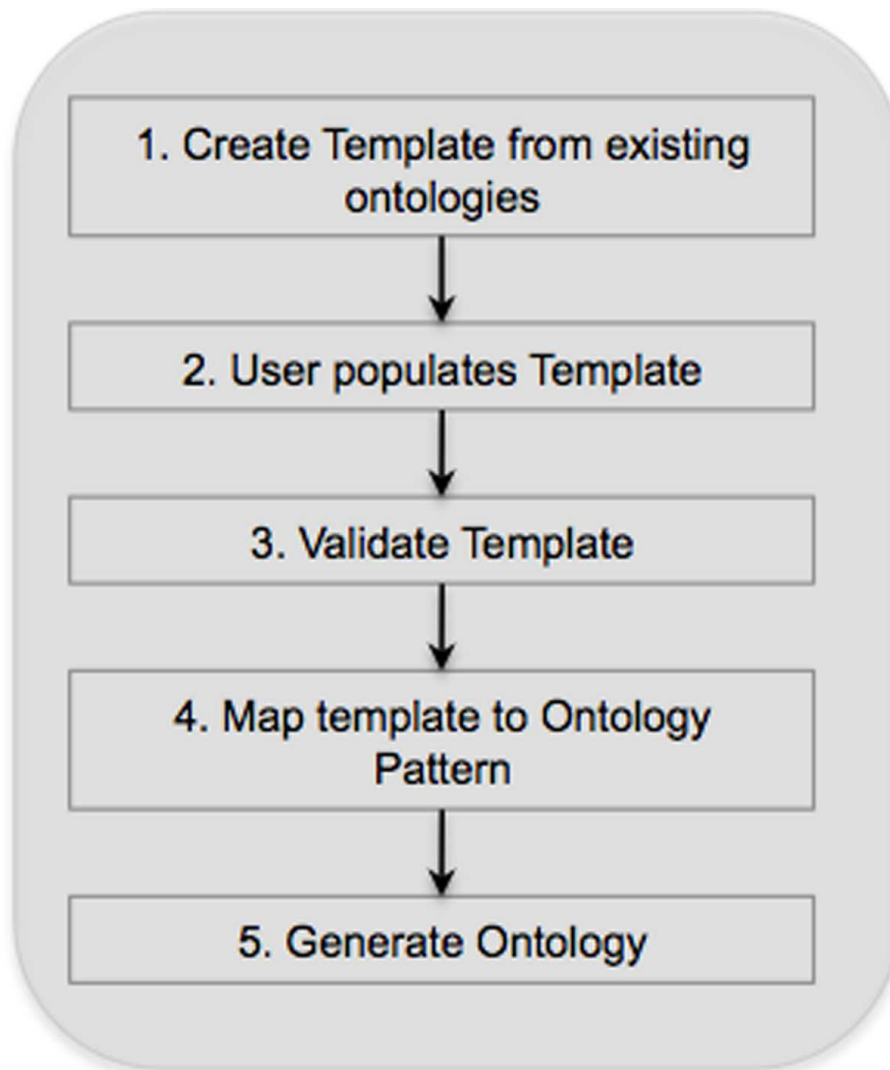 1. Create Template from existing
ontologies
2. User populates Template
3. Validate Template
4. Map template to Ontology
Pattern
5. Generate Ontology